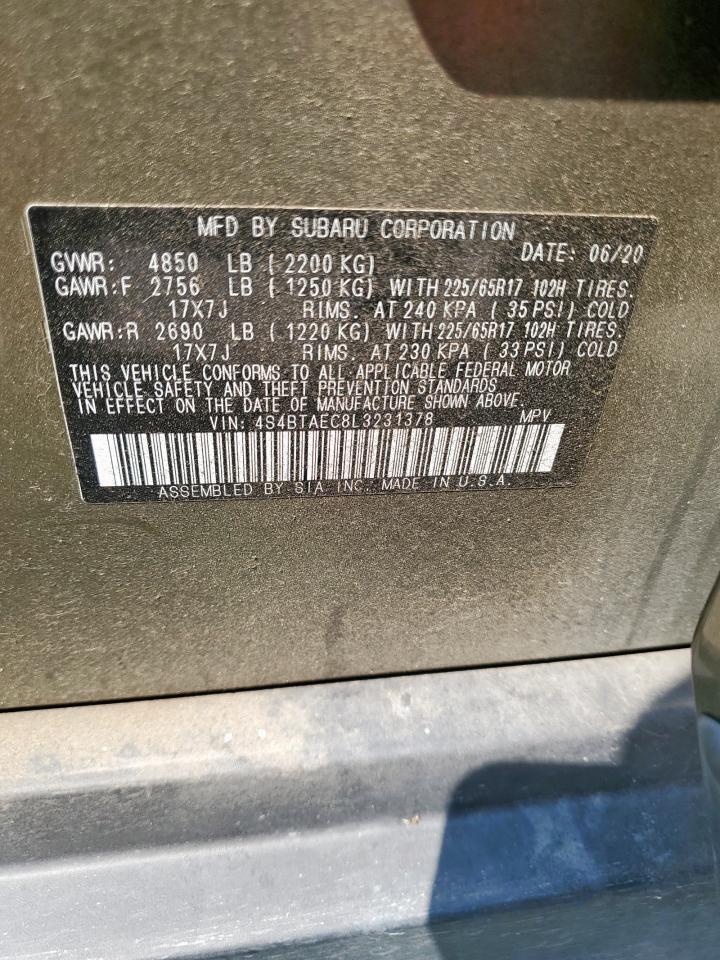 MFD BY SUBARU CORPORATION
GVWR: 4850 LB ( 2200 KG) DATE: 06/20
GAWR:F 2756 LB ( 1250 KG) WITH 225/65R17 102H TIRES.
17X7J RIMS. AT 240 KPA ( 35 PSI) COLD
GAWR:R 2690 LB ( 1220 KG) WITH 225/65R17 102H TIRES.
17X7J RIMS. AT 230 KPA ( 33 PSI) COLD
THIS VEHICLE CONFORMS TO ALL APPLICABLE FEDERAL MOTOR
VEHICLE SAFETY AND THEFT PREVENTION STANDARDS
IN EFFECT ON THE DATE OF MANUFACTURE SHOWN ABOVE.
VIN: 4S4BTAEC8L3231378 MPV
ASSEMBLED BY SIA INC. MADE IN U.S.A.